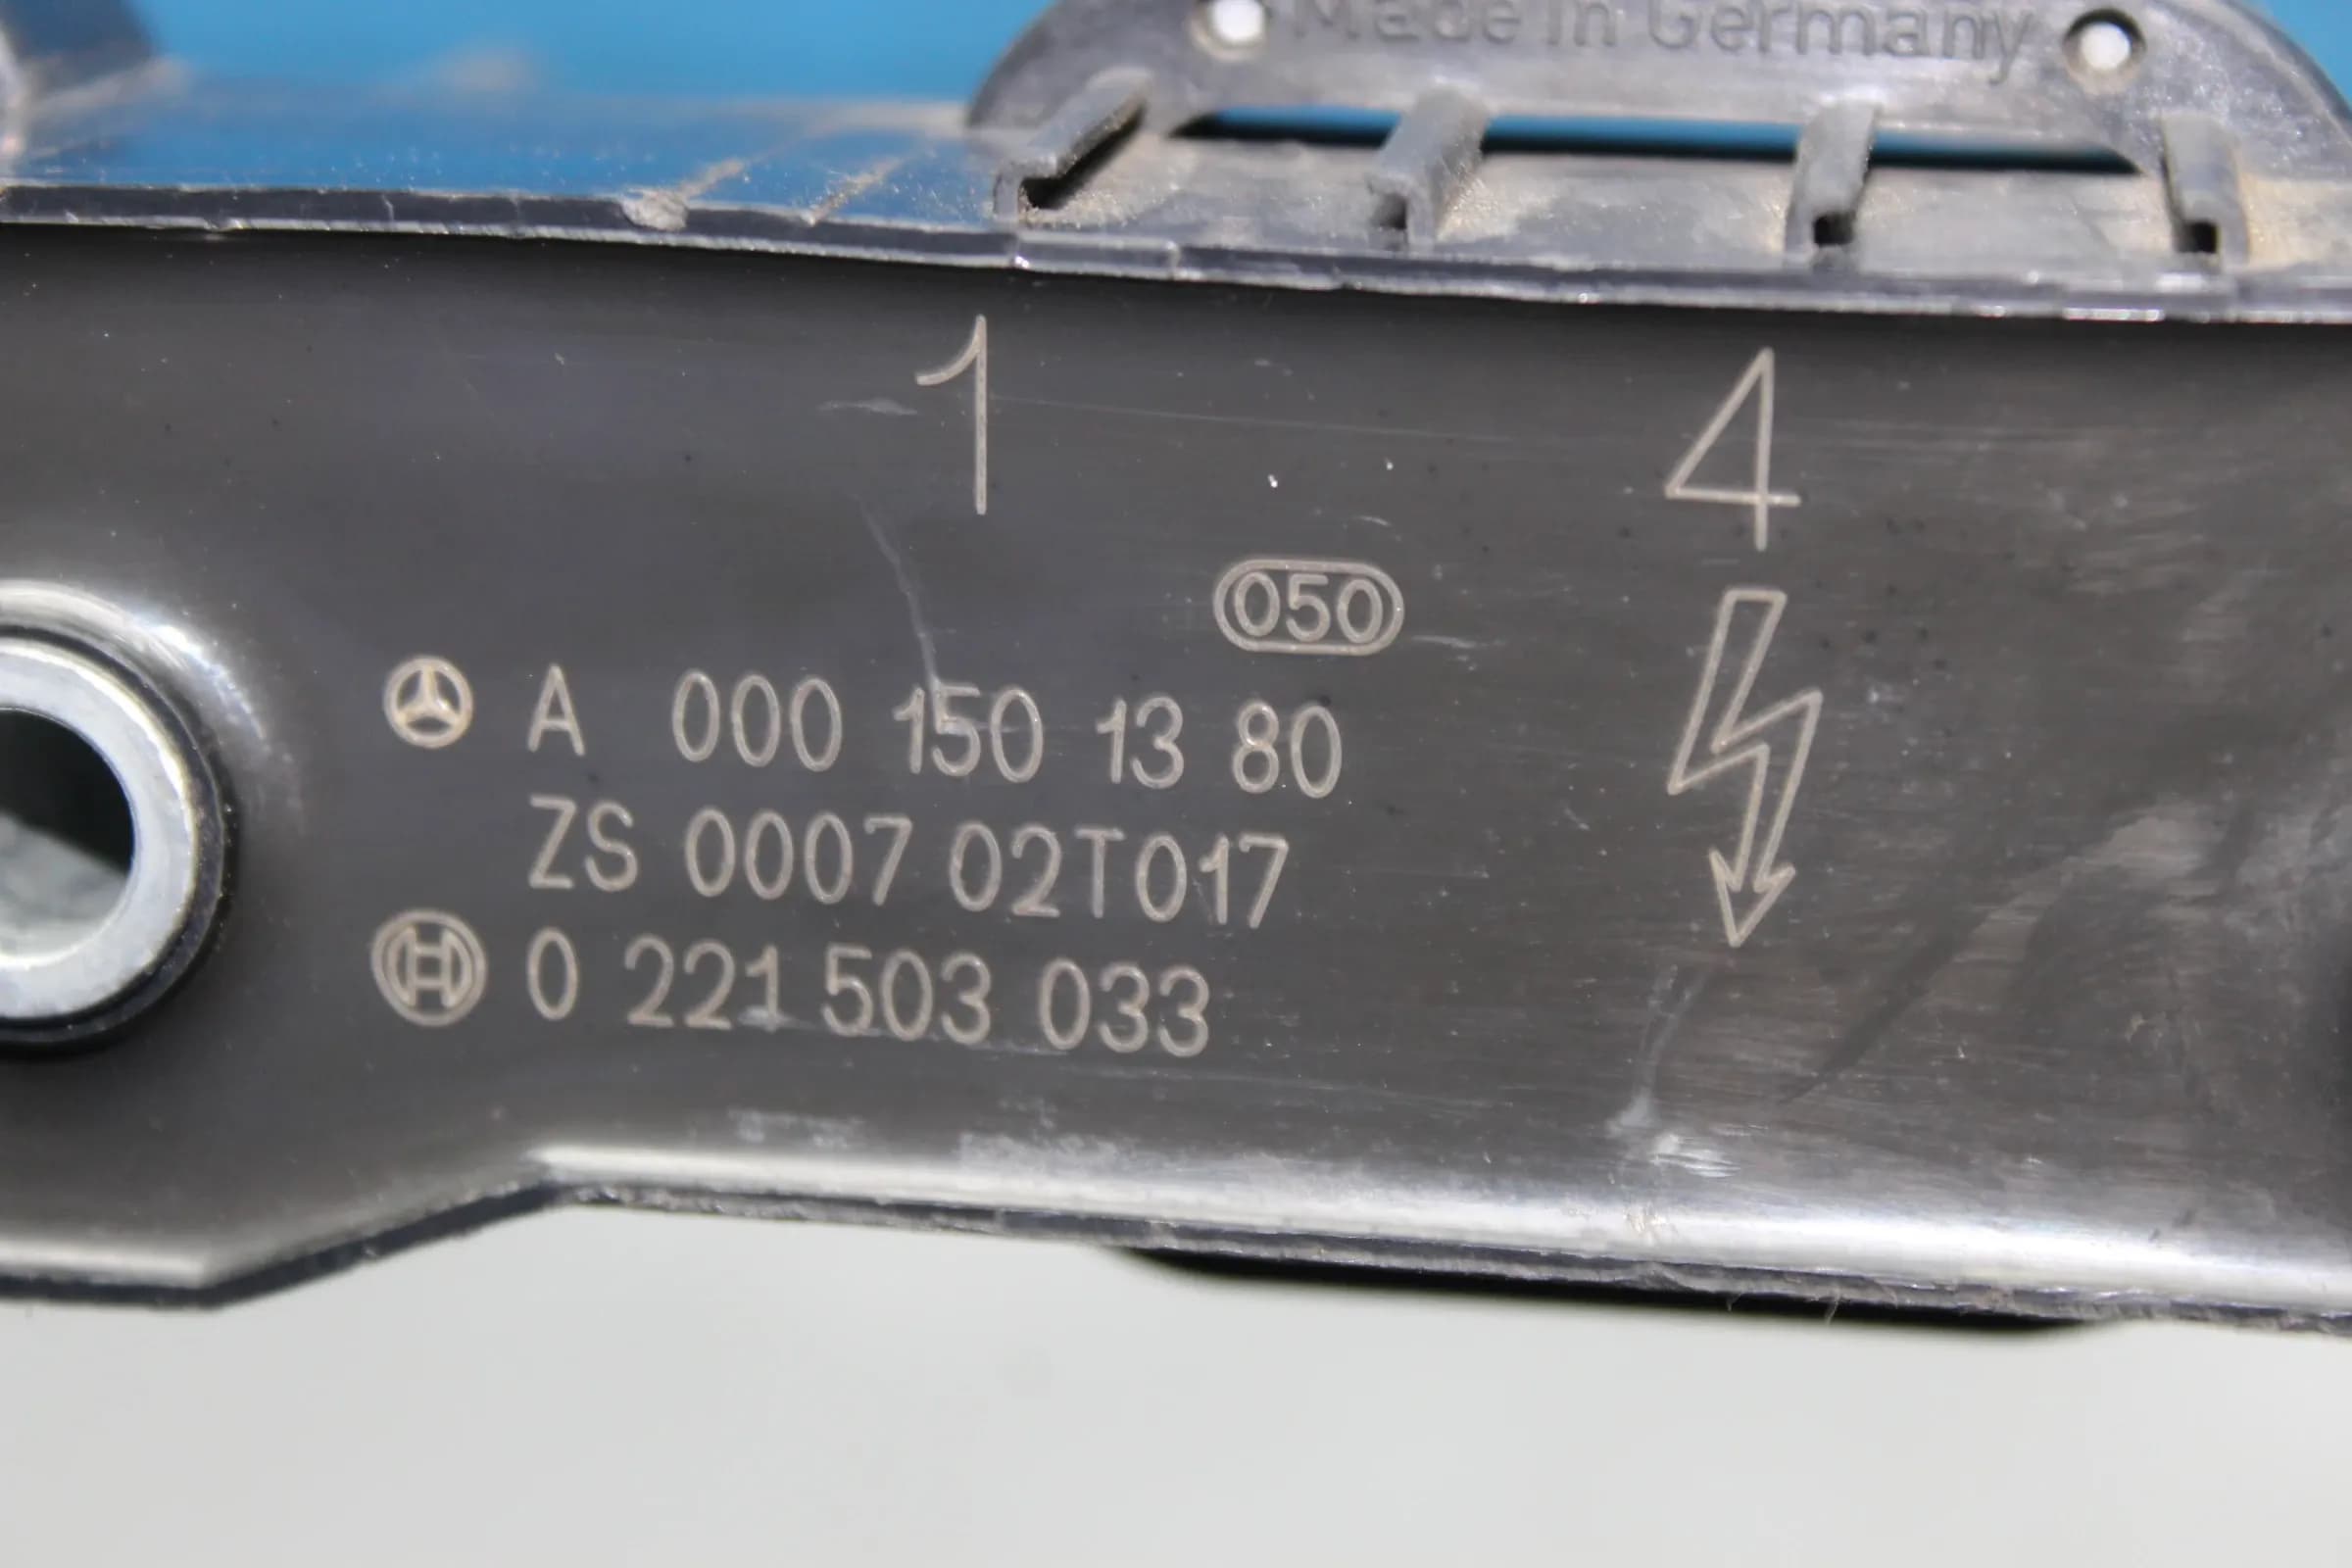 Made in Germany
1
4
050
A 000 150 13 80
ZS 0007 02T017
0 221 503 033